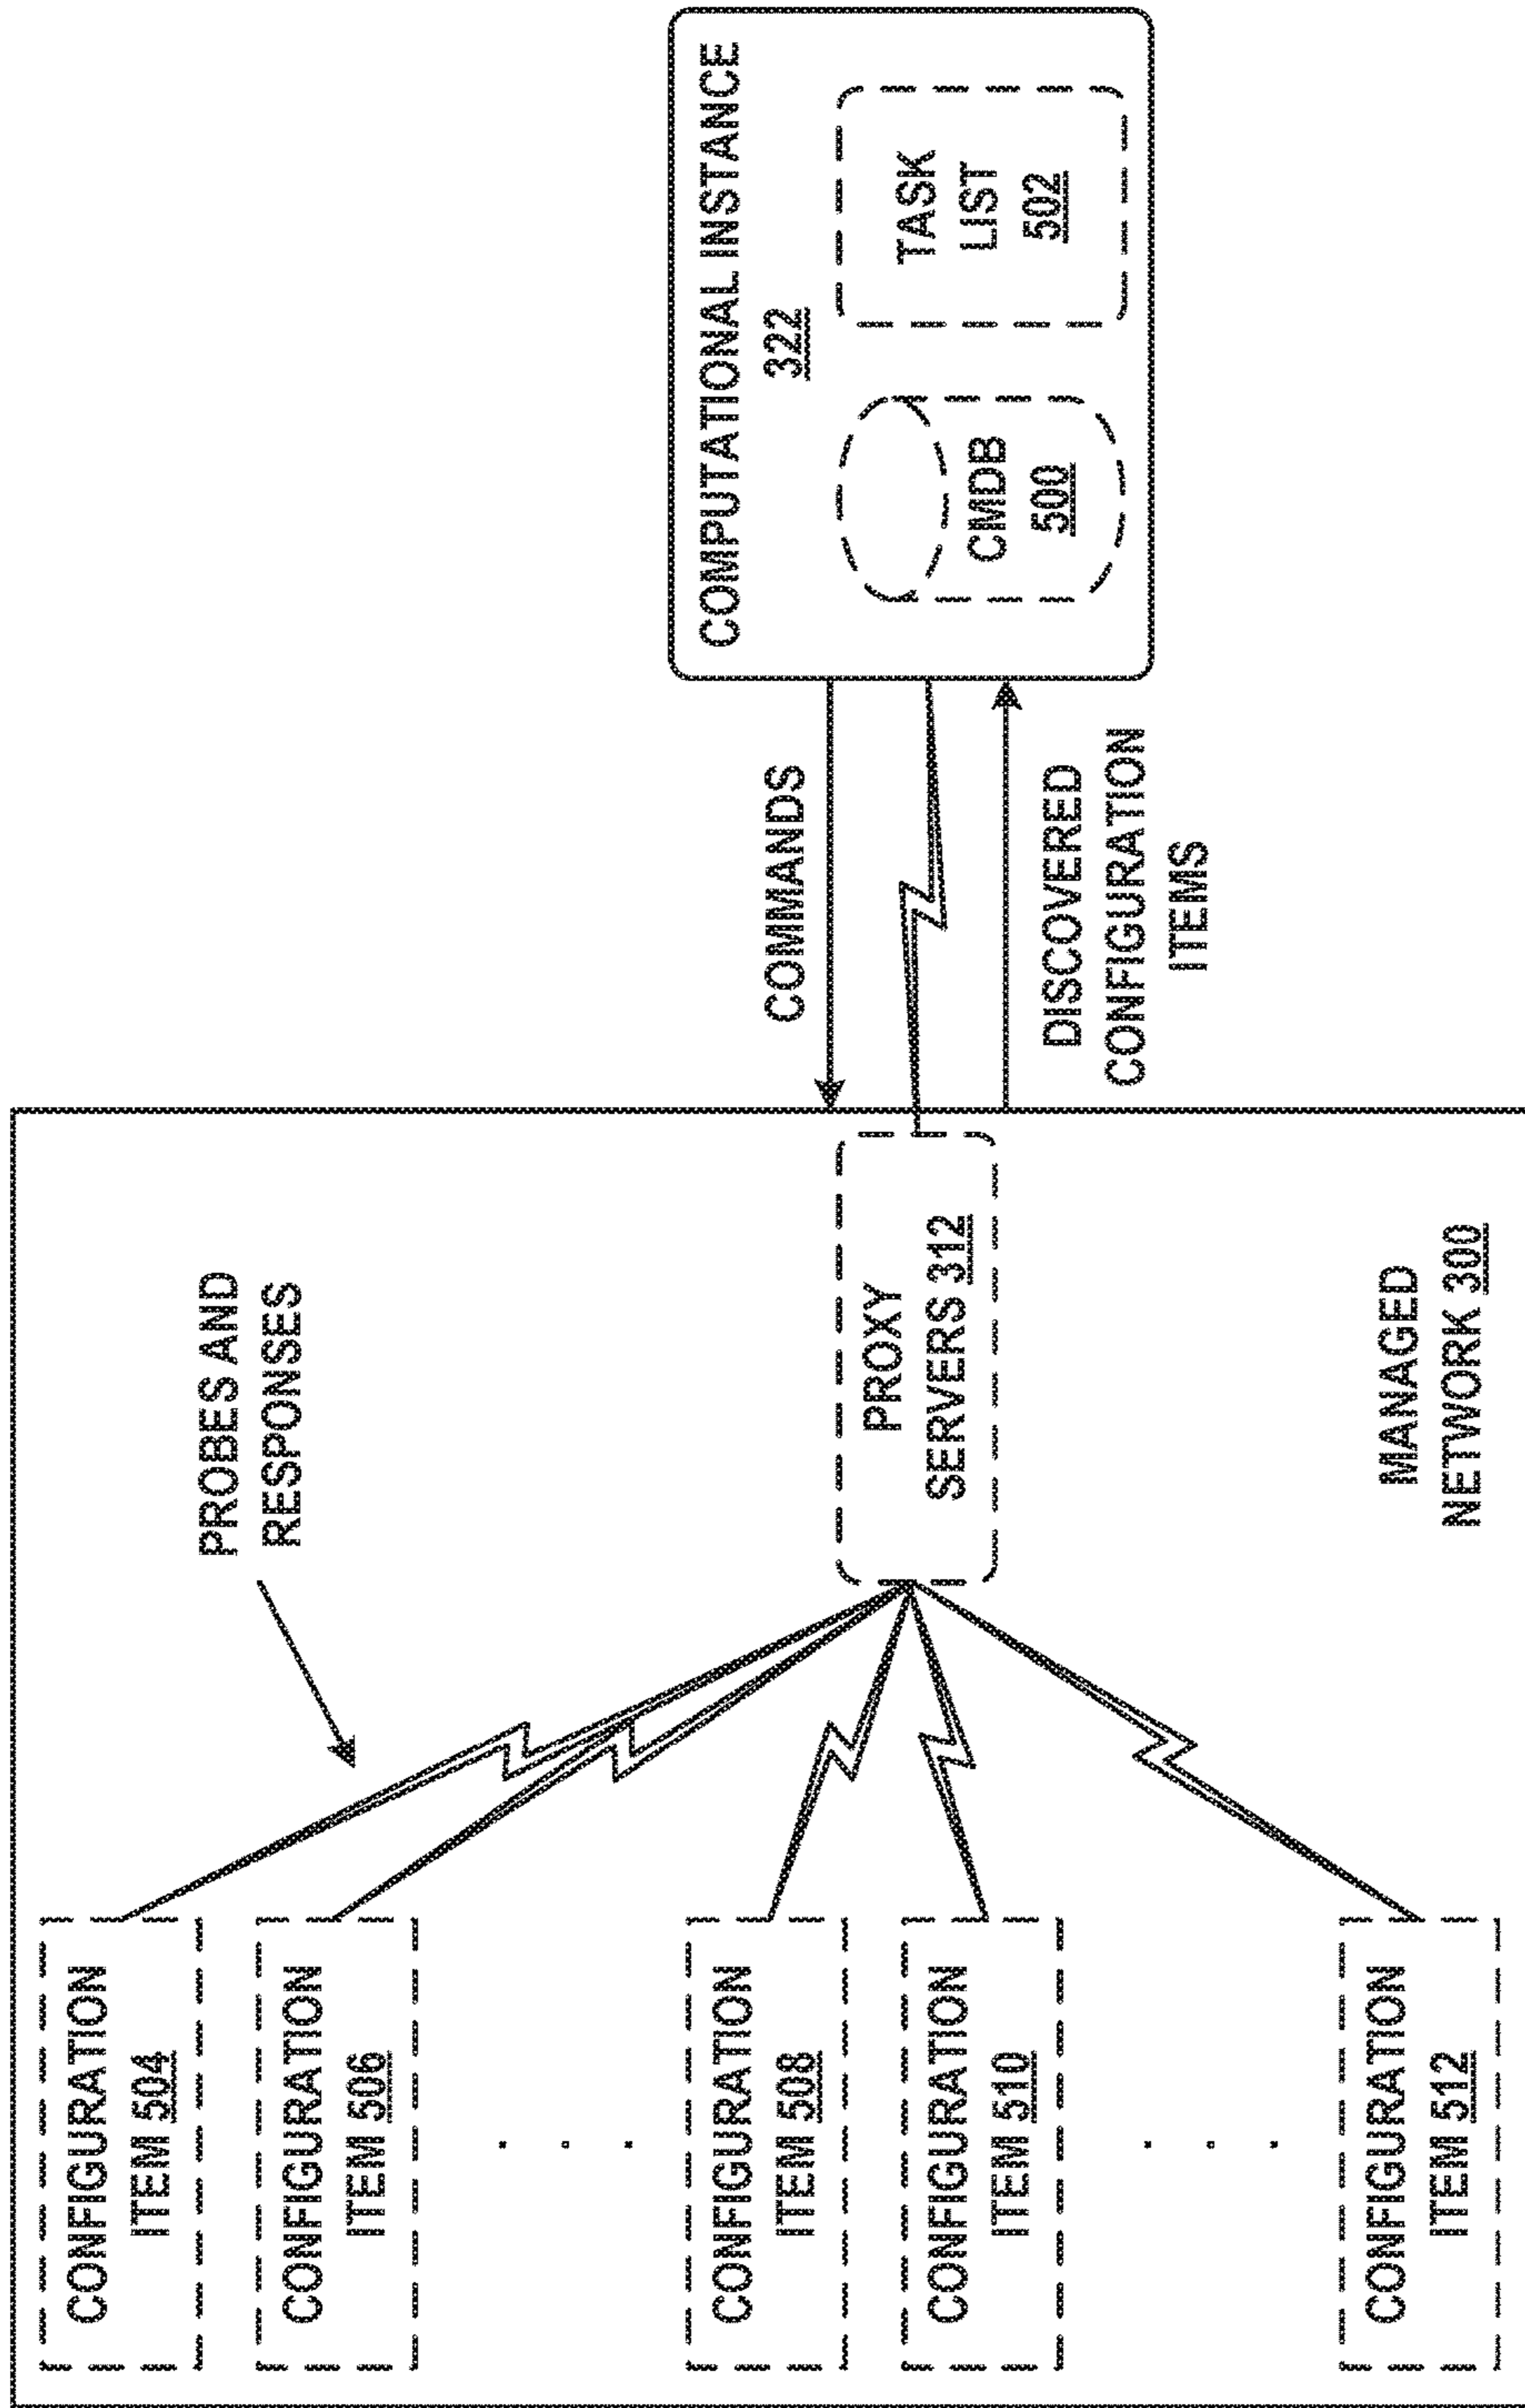 CONFIGURATION
ITEM 504
CONFIGURATION
ITEM 506
CONFIGURATION
ITEM 508
CONFIGURATION
ITEM 510
CONFIGURATION
ITEM 512
PROBES AND
RESPONSES
PROXY
SERVERS 312
MANAGED
NETWORK 300
COMMANDS
DISCOVERED
CONFIGURATION
ITEMS
COMPUTATIONAL INSTANCE
322
CMDB
500
TASK
LIST
502